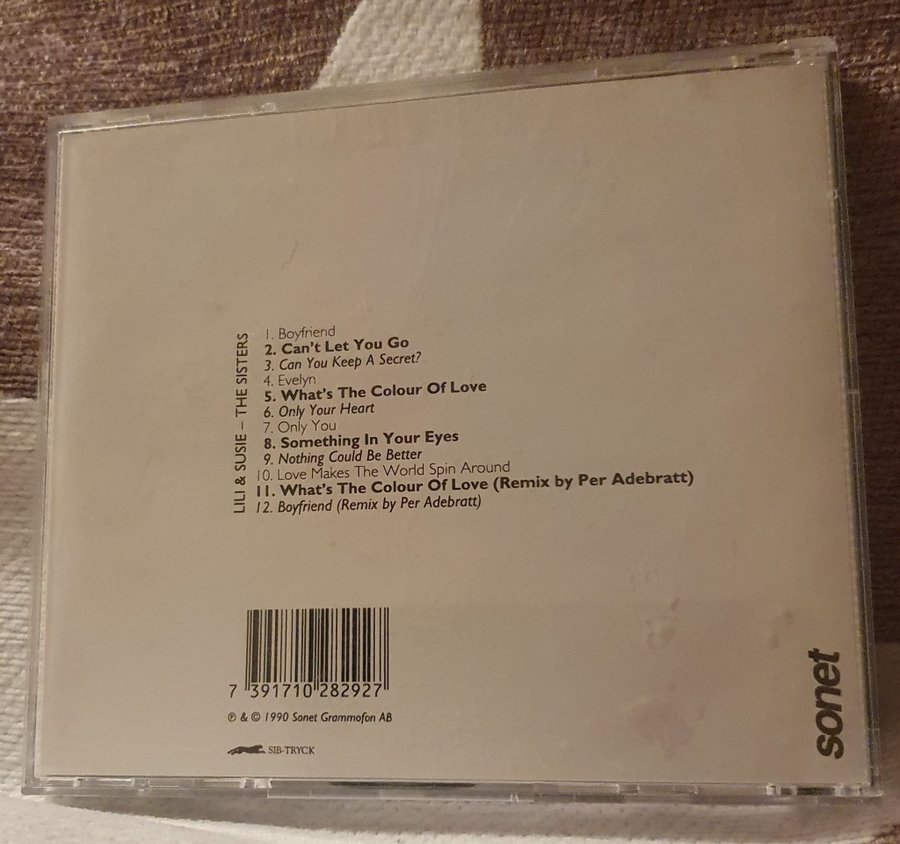 LILI & SUSIE – THE SISTERS
1. Boyfriend
2. Can't Let You Go
3. Can You Keep A Secret?
4. Evelyn
5. What's The Colour Of Love
6. Only Your Heart
7. Only You
8. Something In Your Eyes
9. Nothing Could Be Better
10. Love Makes The World Spin Around
11. What's The Colour Of Love (Remix by Per Adebratt)
12. Boyfriend (Remix by Per Adebratt)
7 391710 282927
℗ & © 1990 Sonet Grammofon AB
SIB-TRYCK
sonet